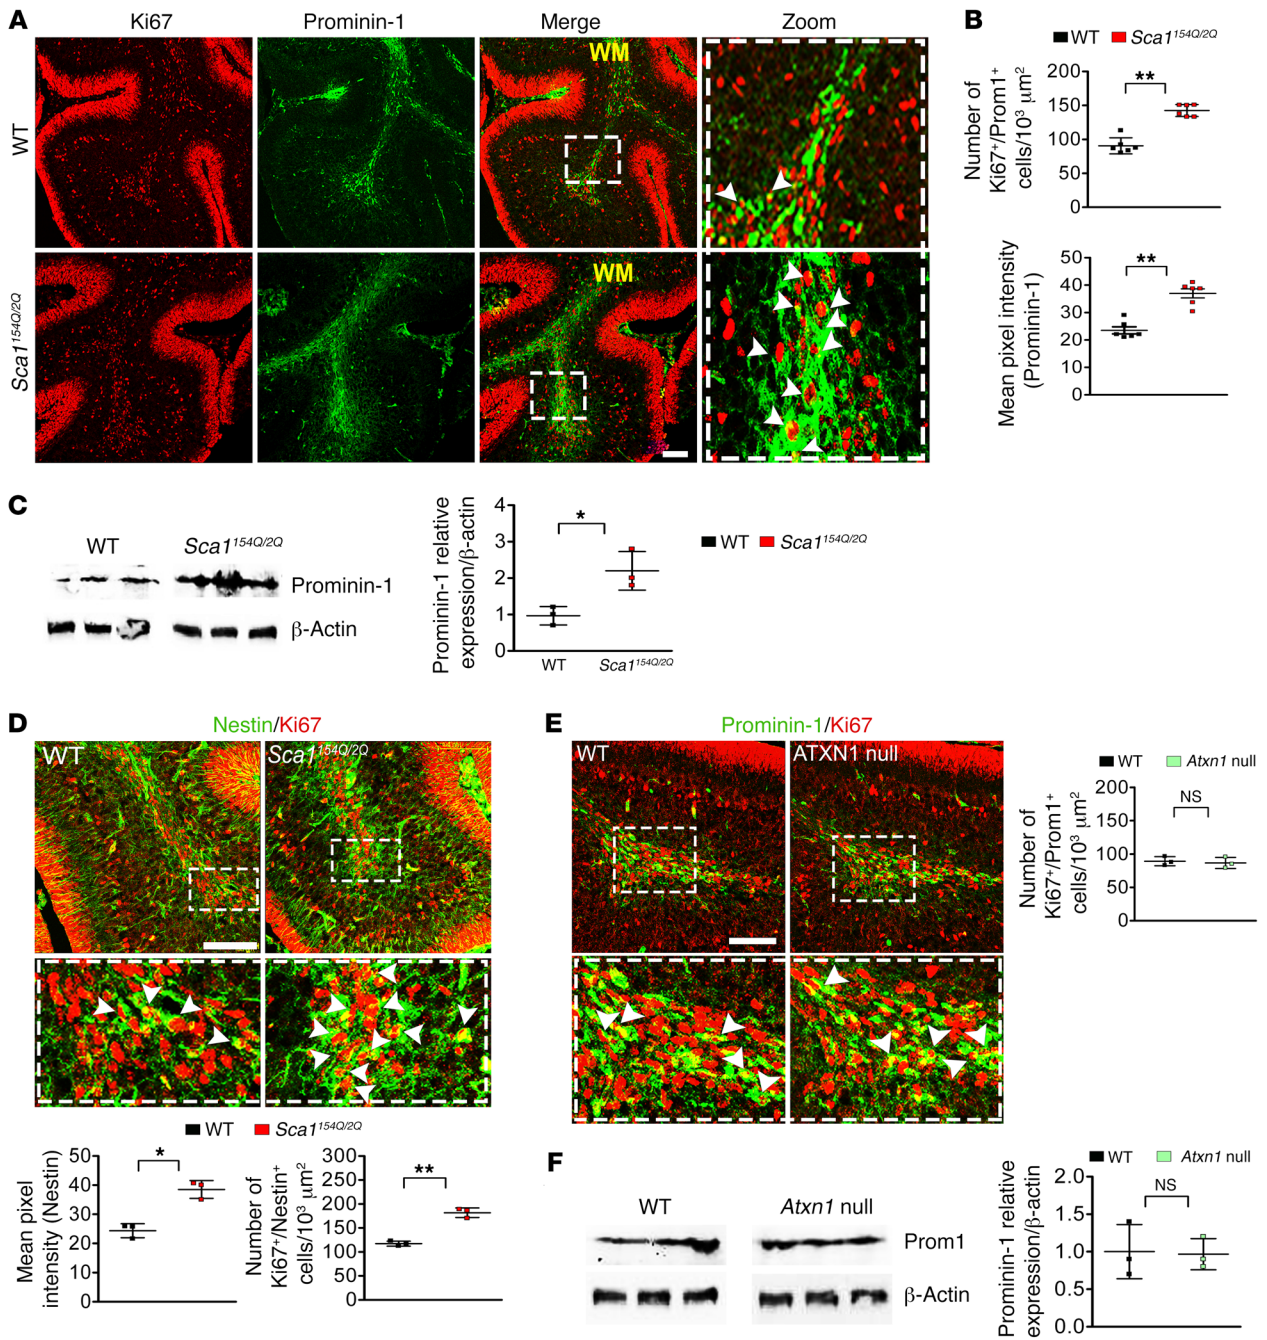 A
Ki67
Prominin-1
Merge
Zoom
WT
WM
Sca1154Q/2Q
WM
B
WT
Sca1154Q/2Q
Number of
Ki67+/Prom1+
cells/103 μm2
200
150
100
50
0
**
Mean pixel intensity
(Prominin-1)
50
40
30
20
10
0
**
C
WT
Sca1154Q/2Q
Prominin-1
β-Actin
Prominin-1 relative
expression/β-actin
4
3
2
1
0
*
WT
Sca1154Q/2Q
WT
Sca1154Q/2Q
D
Nestin/Ki67
WT
Sca1154Q/2Q
WT
Sca1154Q/2Q
Mean pixel
intensity (Nestin)
50
40
30
20
10
0
*
Number of
Ki67+/Nestin+
cells/103 μm2
300
250
200
150
100
50
0
**
E
Prominin-1/Ki67
WT
ATXN1 null
WT
Atxn1 null
Number of
Ki67+/Prom1+
cells/103 μm2
200
150
100
50
0
NS
F
WT
Atxn1 null
Prom1
β-Actin
WT
Atxn1 null
Prominin-1 relative
expression/β-actin
2.0
1.5
1.0
0.5
0.0
NS